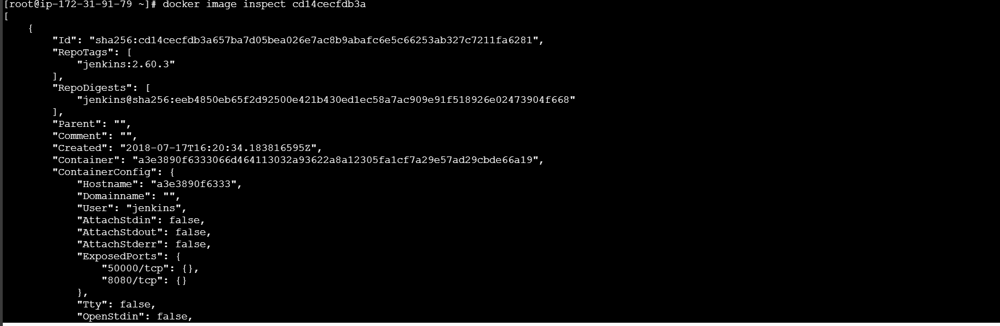 [root@ip-172-31-91-79 ~]# docker image inspect cd14cecfdb3a
[
    {
        "Id": "sha256:cd14cecfdb3a657ba7d05bea026e7ac8b9abafc6e5c66253ab327c7211fa6281",
        "RepoTags": [
            "jenkins:2.60.3"
        ],
        "RepoDigests": [
            "jenkins@sha256:eeb4850eb65f2d92500e421b430ed1ec58a7ac909e91f518926e02473904f668"
        ],
        "Parent": "",
        "Comment": "",
        "Created": "2018-07-17T16:20:34.183816595Z",
        "Container": "a3e3890f6333066d464113032a93622a8a12305fa1cf7a29e57ad29cbde66a19",
        "ContainerConfig": {
            "Hostname": "a3e3890f6333",
            "Domainname": "",
            "User": "jenkins",
            "AttachStdin": false,
            "AttachStdout": false,
            "AttachStderr": false,
            "ExposedPorts": {
                "50000/tcp": {},
                "8080/tcp": {}
            },
            "Tty": false,
            "OpenStdin": false,